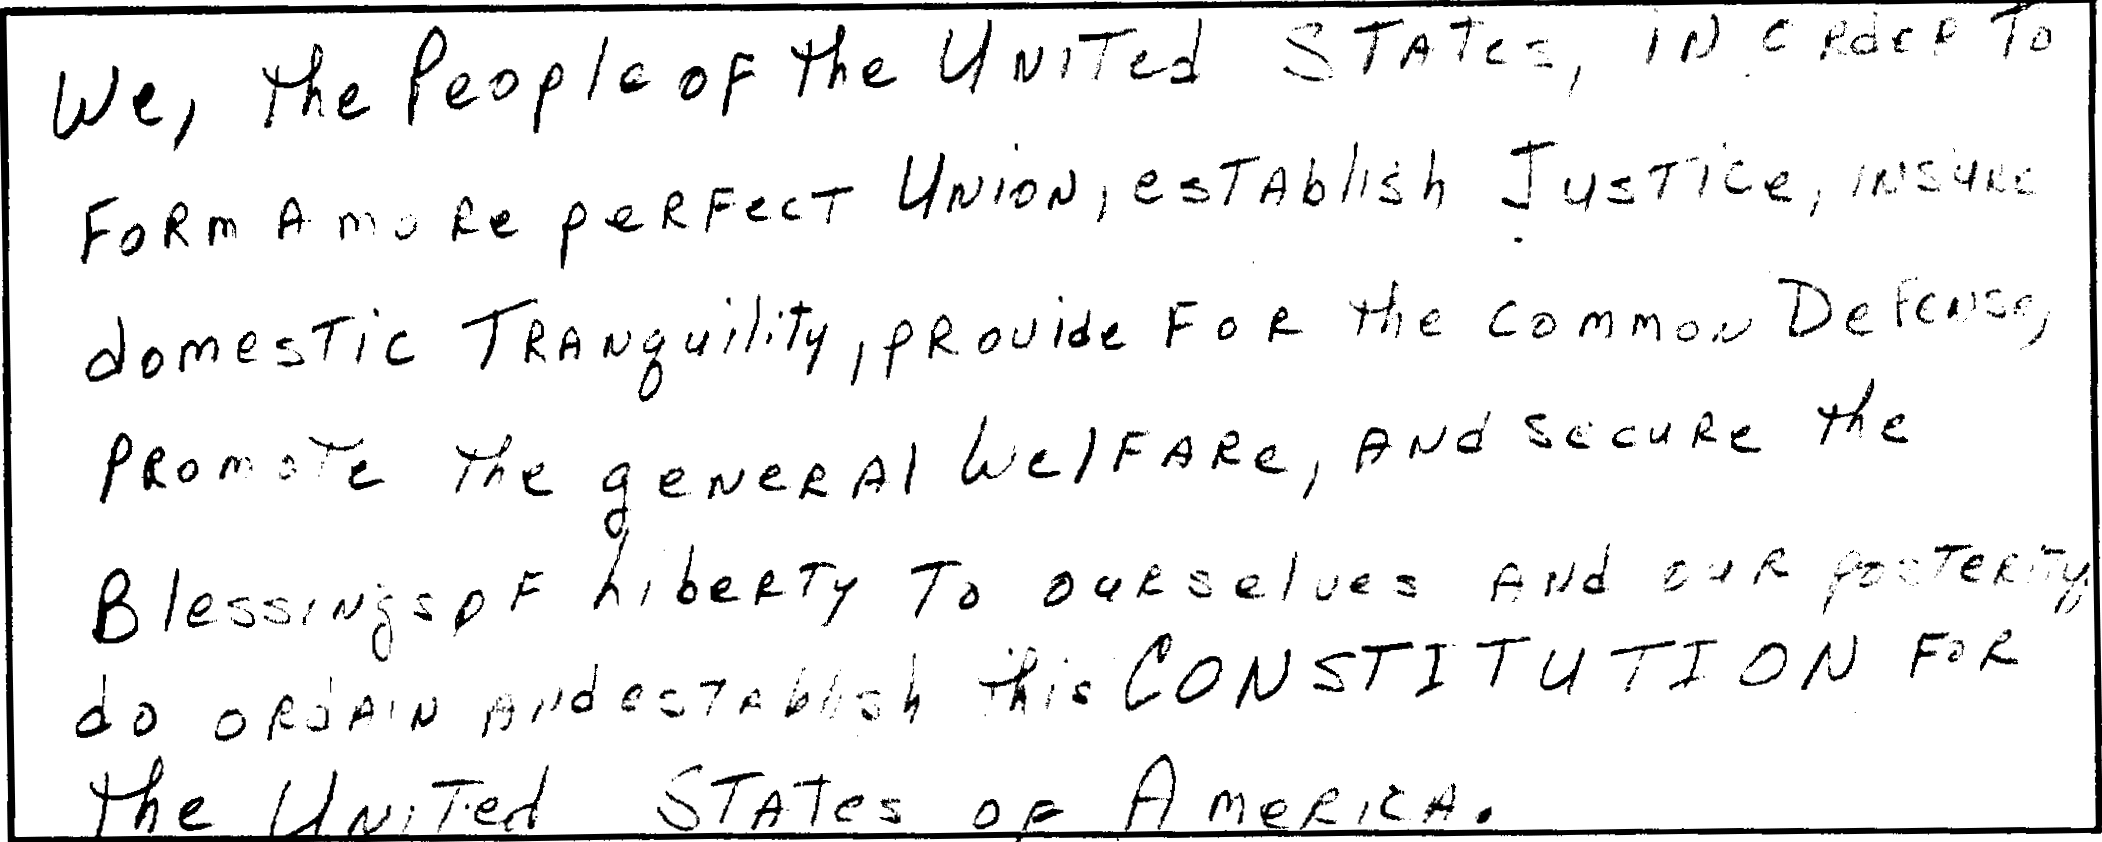 We, the People of the United States, in order to
form a more perfect Union, establish Justice, insure
domestic Tranquility, provide for the common Defense,
promote the general Welfare, and secure the
Blessings of Liberty to ourselves and our posterity
do ordain and establish this CONSTITUTION for
the United States of America.